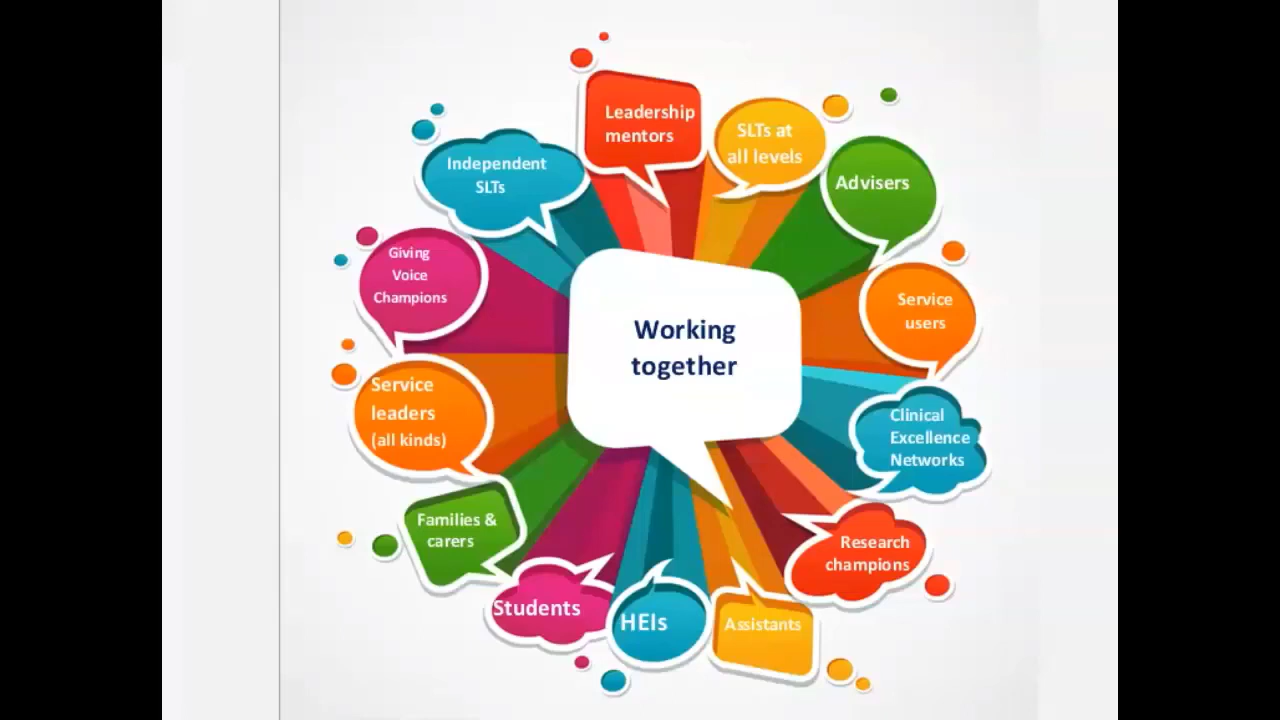 Leadership
mentors
SLTs at
all levels
Advisers
Service
users
Clinical
Excellence
Networks
Research
champions
Assistants
HEIs
Students
Families &
carers
Service
leaders
(all kinds)
Giving
Voice
Champions
Independent
SLTs
Working
together